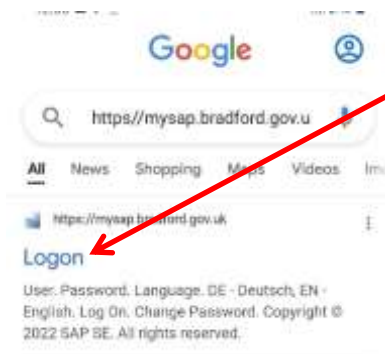 Google
https//mysap.bradford.gov.u
All News Shopping Maps Videos Im
https://mysap.bradford.gov.uk
Logon
User. Password. Language. DE - Deutsch, EN -
English. Log On. Change Password. Copyright ©
2022 SAP SE. All rights reserved.